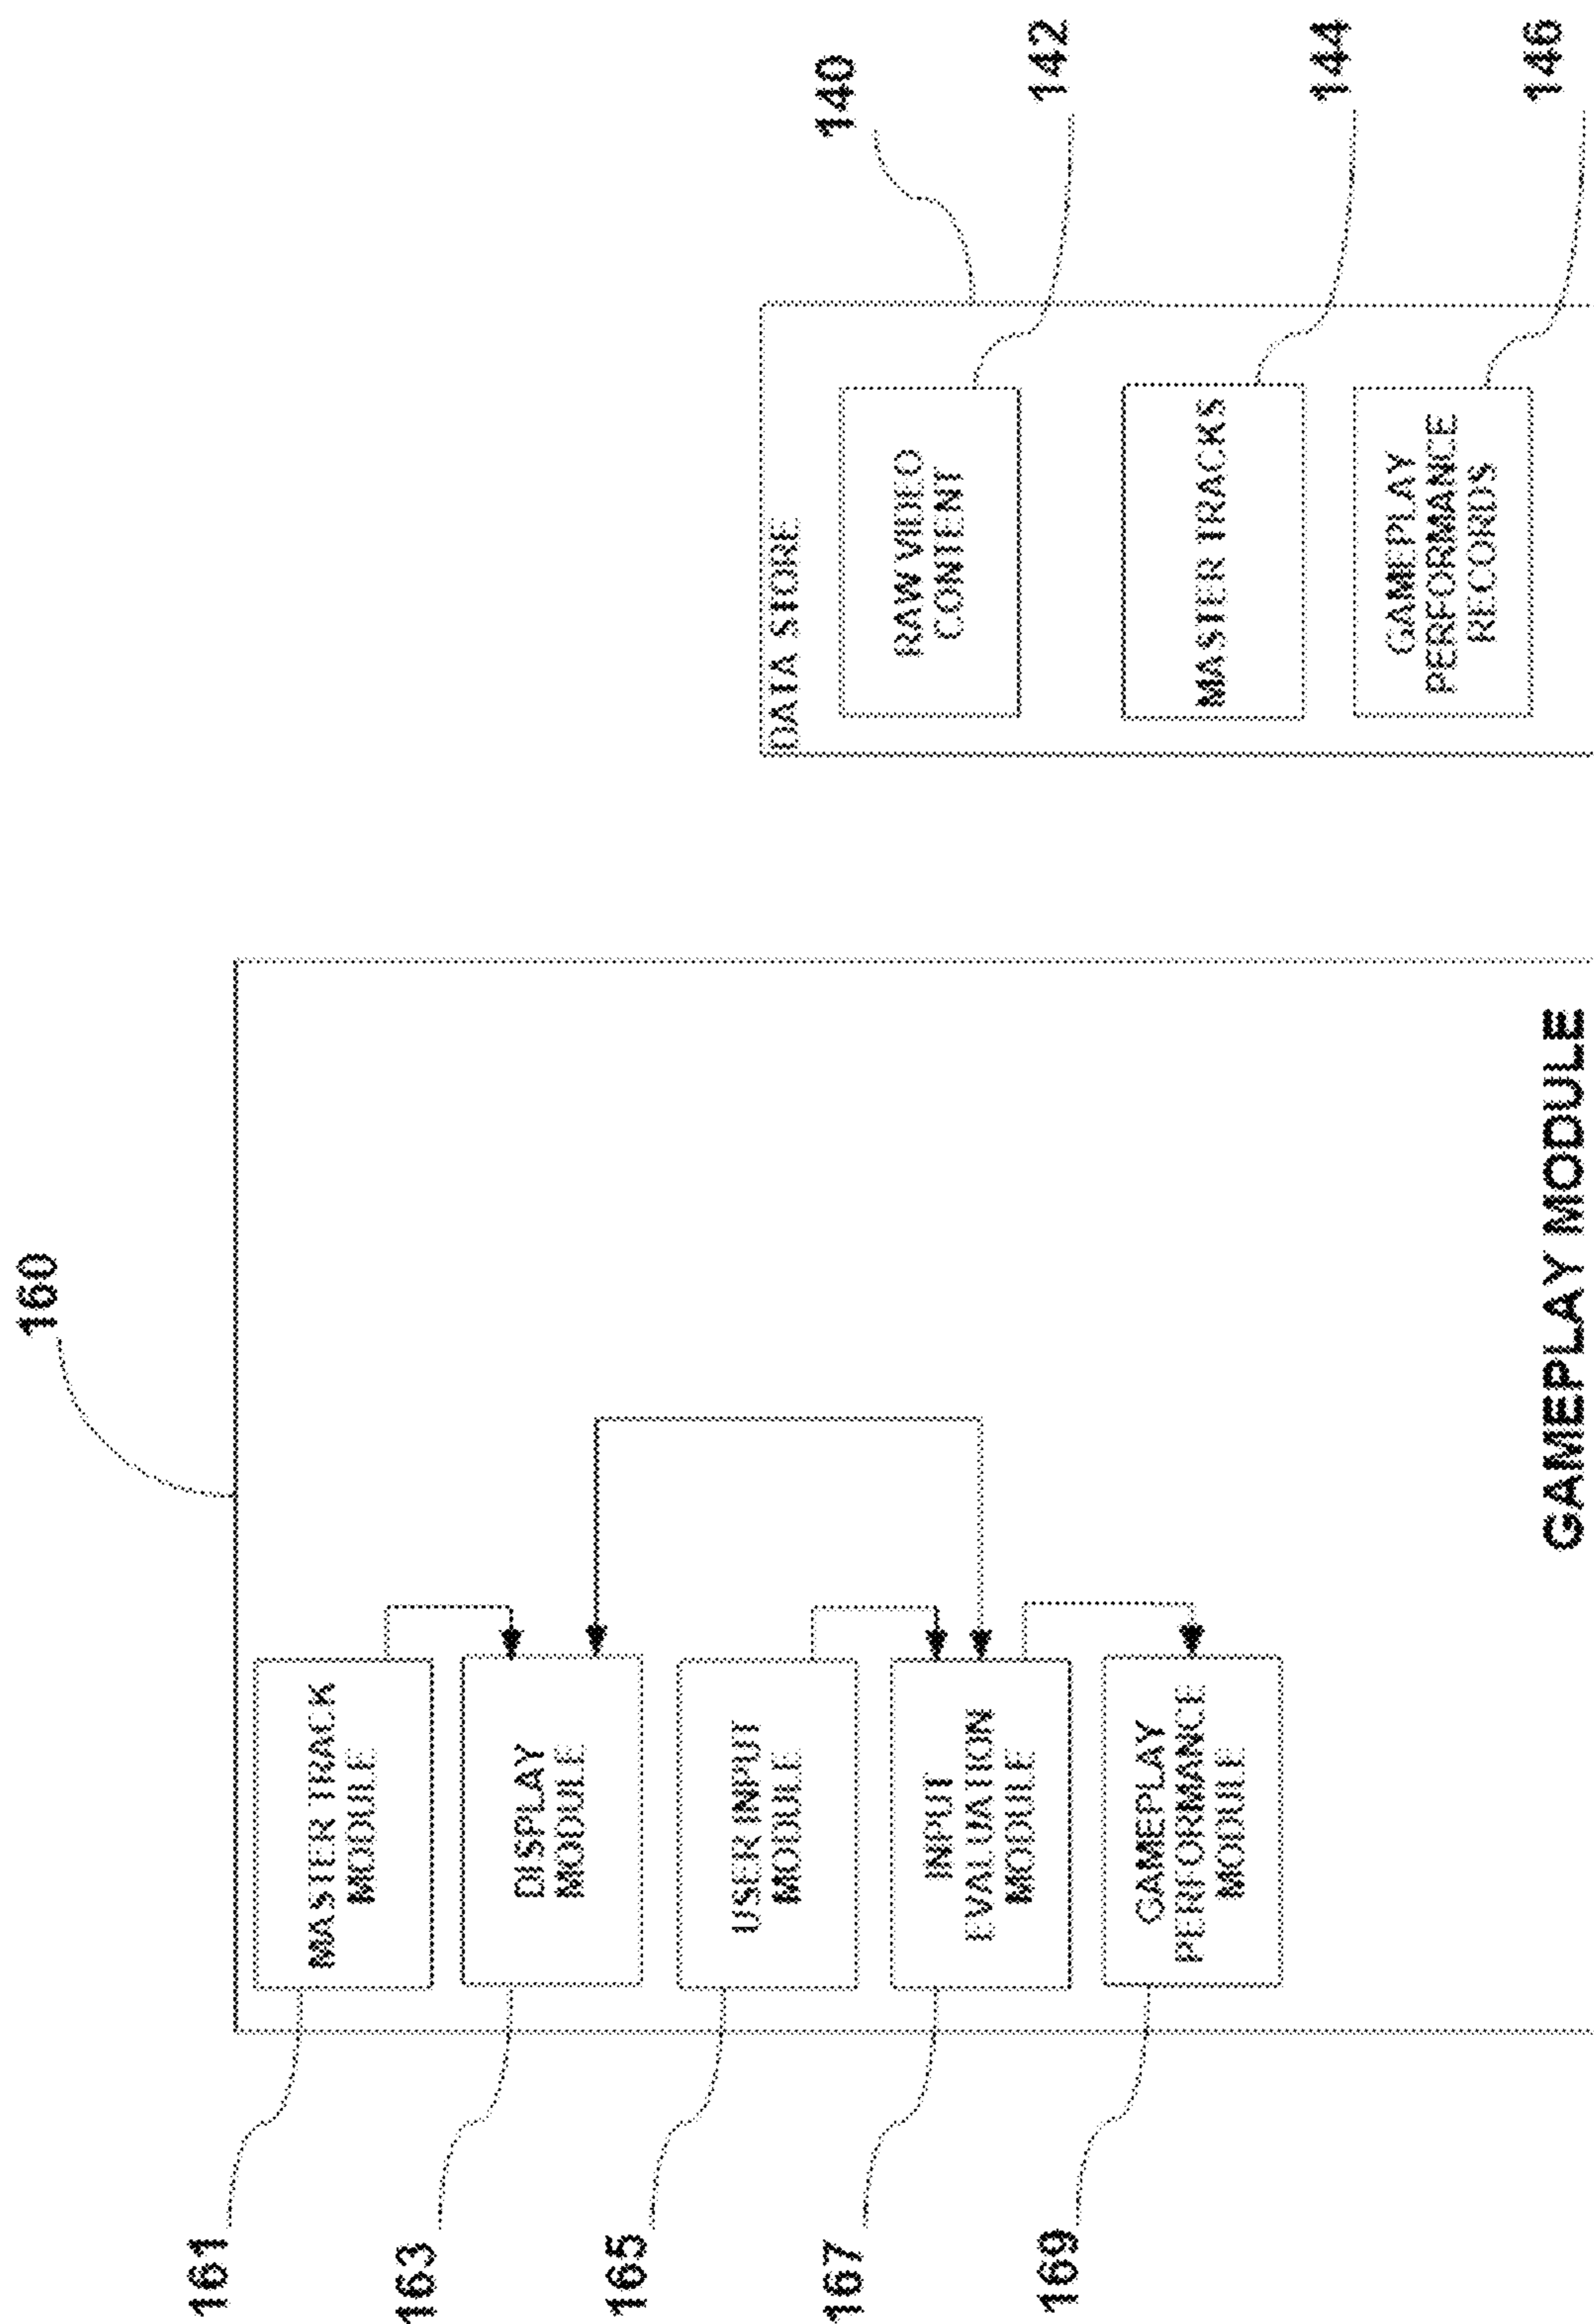 160
161
MASTER TRACK
MODULE
163
DISPLAY
MODULE
165
USER INPUT
MODULE
167
INPUT
EVALUATION
MODULE
169
GAMEPLAY
PERFORMANCE
MODULE
GAMEPLAY MODULE
140
DATA STORE
142
RAW VIDEO
CONTENT
144
MASTER TRACKS
146
GAMEPLAY
PERFORMANCE
RECORDS